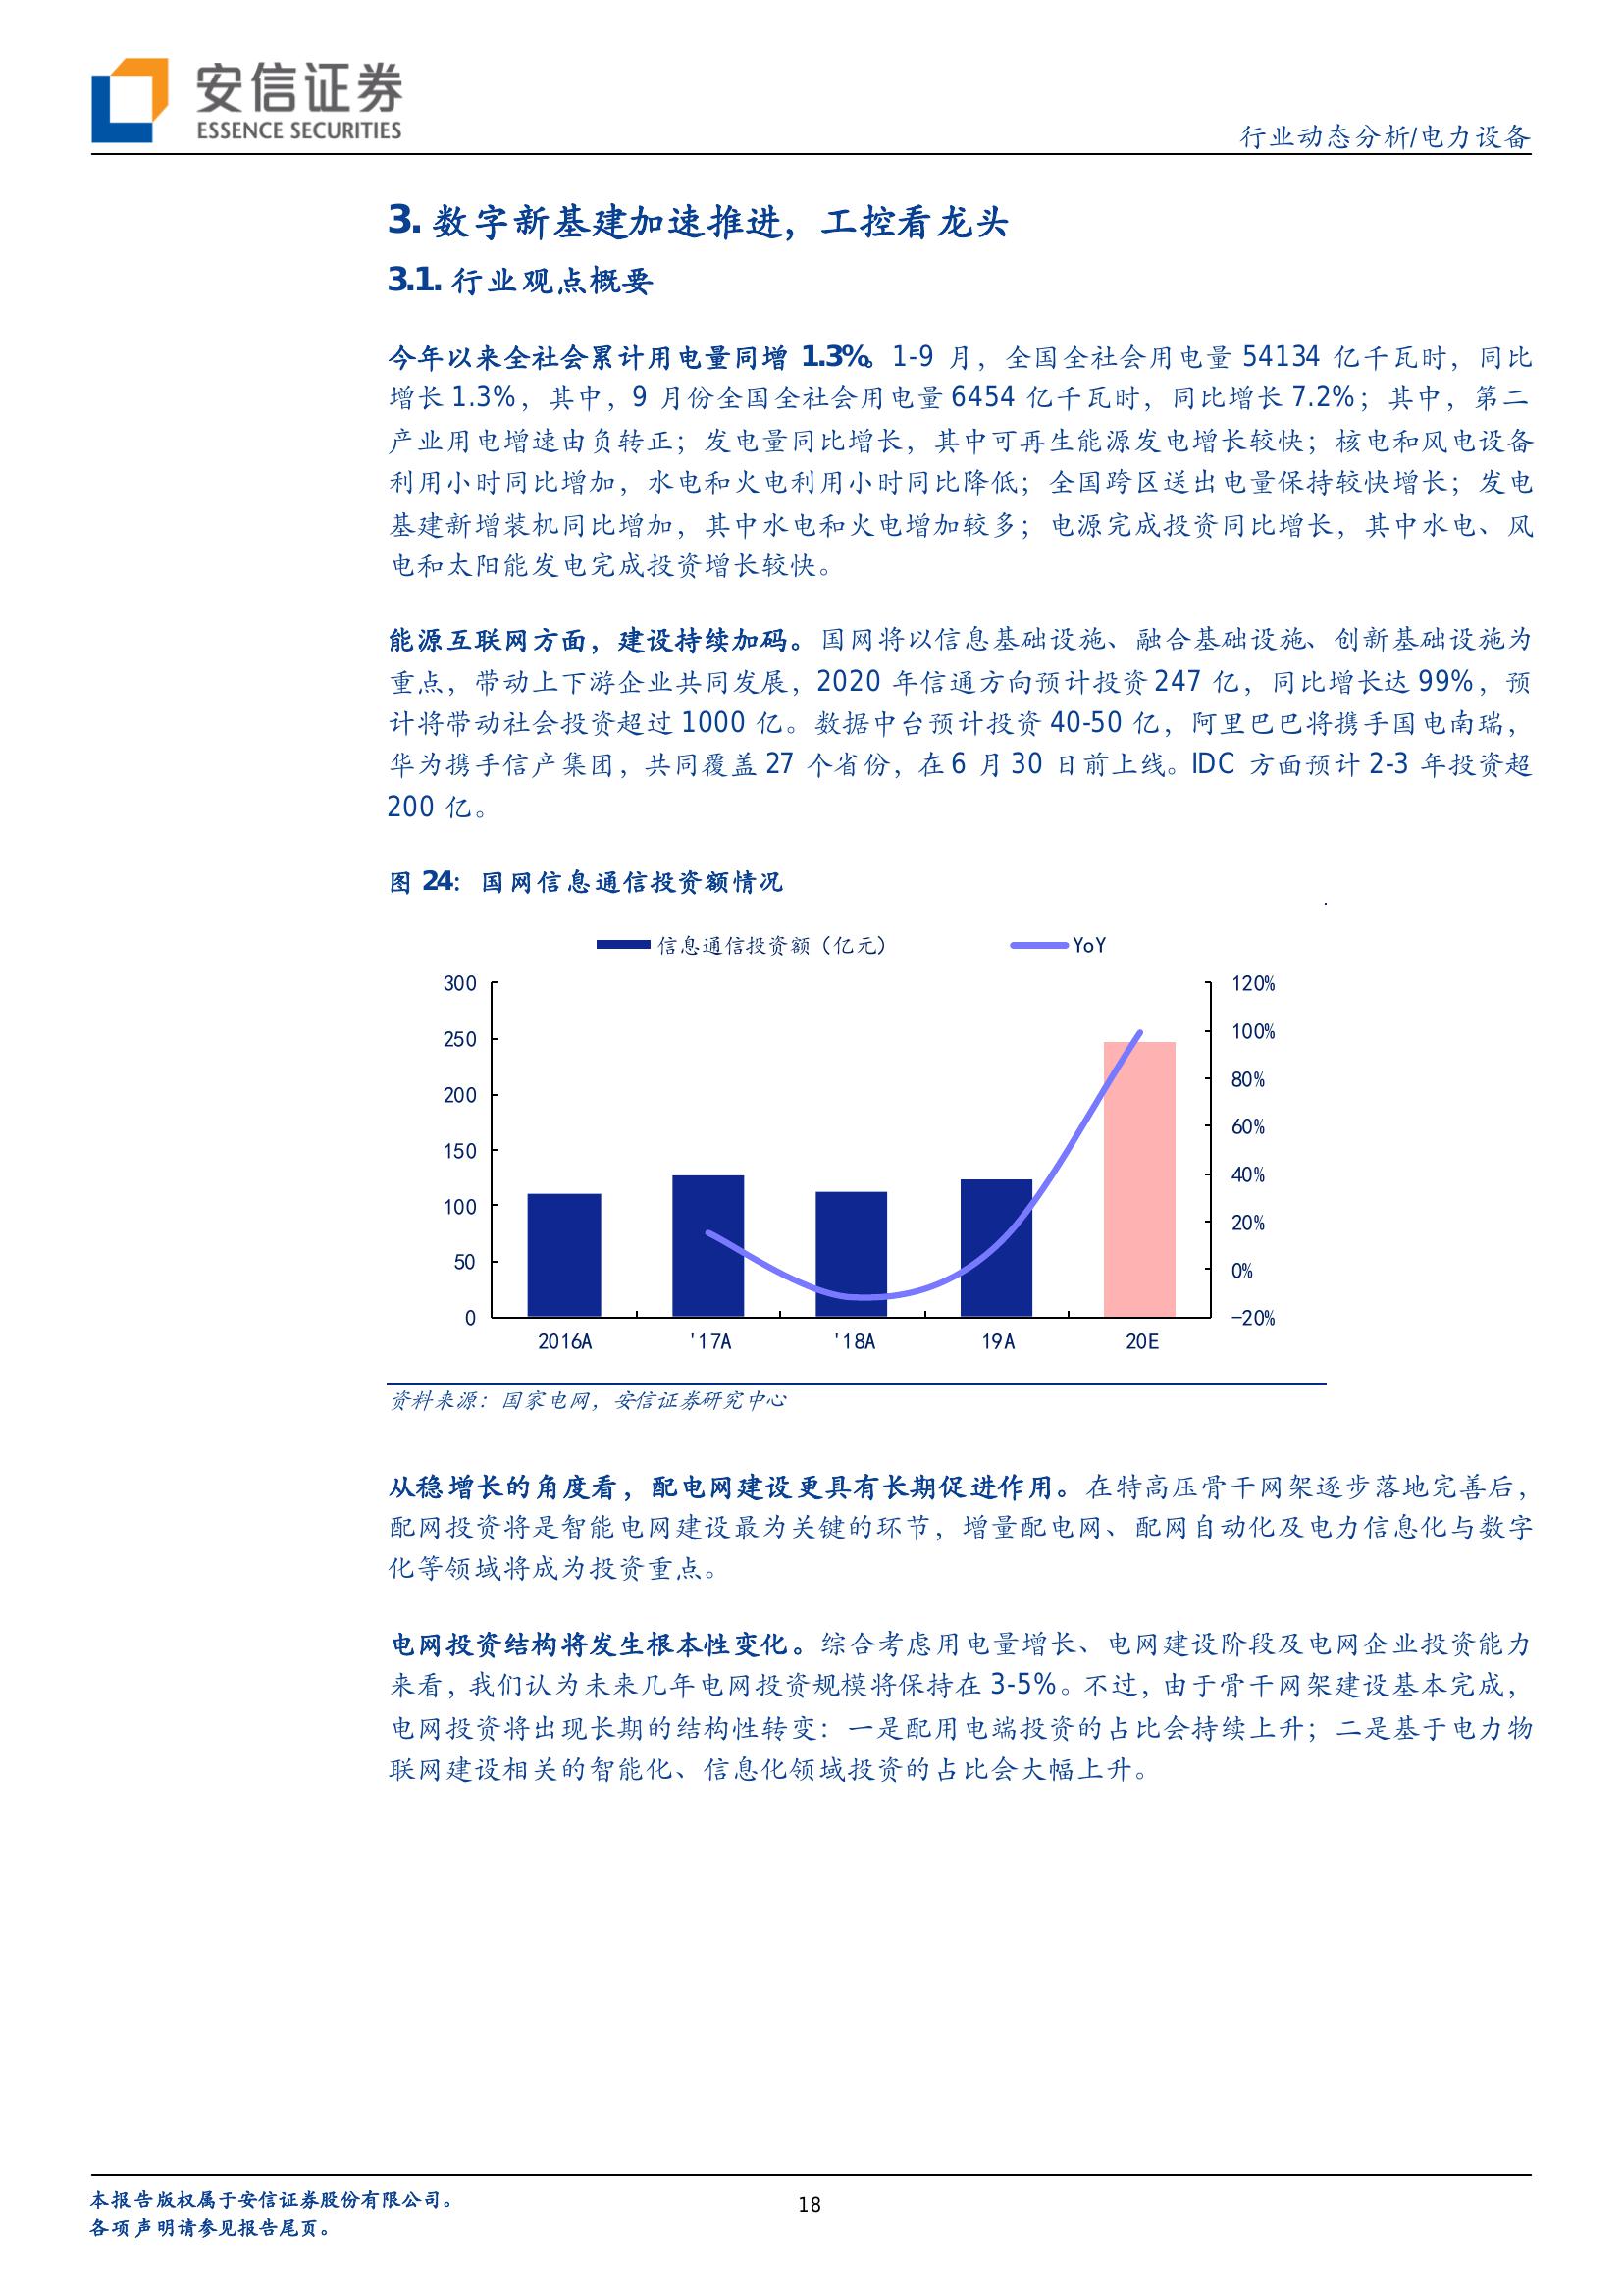 安信证券
ESSENCE SECURITIES
行业动态分析/电力设备
3. 数字新基建加速推进，工控看龙头
3.1. 行业观点概要
今年以来全社会累计用电量同增 1.3%。1-9 月，全国全社会用电量 54134 亿千瓦时，同比
增长 1.3%，其中，9 月份全国全社会用电量 6454 亿千瓦时，同比增长 7.2%；其中，第二
产业用电增速由负转正；发电量同比增长，其中可再生能源发电增长较快；核电和风电设备
利用小时同比增加，水电和火电利用小时同比降低；全国跨区送出电量保持较快增长；发电
基建新增装机同比增加，其中水电和火电增加较多；电源完成投资同比增长，其中水电、风
电和太阳能发电完成投资增长较快。
能源互联网方面，建设持续加码。国网将以信息基础设施、融合基础设施、创新基础设施为
重点，带动上下游企业共同发展，2020 年信通方向预计投资 247 亿，同比增长达 99%，预
计将带动社会投资超过 1000 亿。数据中台预计投资 40-50 亿，阿里巴巴将携手国电南瑞，
华为携手信产集团，共同覆盖 27 个省份，在 6 月 30 日前上线。IDC 方面预计 2-3 年投资超
200 亿。
图 24：国网信息通信投资额情况
信息通信投资额（亿元） YoY
300 120%
250 100%
200 80%
150 60%
100 40%
50 20%
0 0%
-20%
2016A '17A '18A 19A 20E
资料来源：国家电网，安信证券研究中心
从稳增长的角度看，配电网建设更具有长期促进作用。在特高压骨干网架逐步落地完善后，
配网投资将是智能电网建设最为关键的环节，增量配电网、配网自动化及电力信息化与数字
化等领域将成为投资重点。
电网投资结构将发生根本性变化。综合考虑用电量增长、电网建设阶段及电网企业投资能力
来看，我们认为未来几年电网投资规模将保持在 3-5%。不过，由于骨干网架建设基本完成，
电网投资将出现长期的结构性转变：一是配用电端投资的占比会持续上升；二是基于电力物
联网建设相关的智能化、信息化领域投资的占比会大幅上升。
本报告版权属于安信证券股份有限公司。
18
各项声明请参见报告尾页。